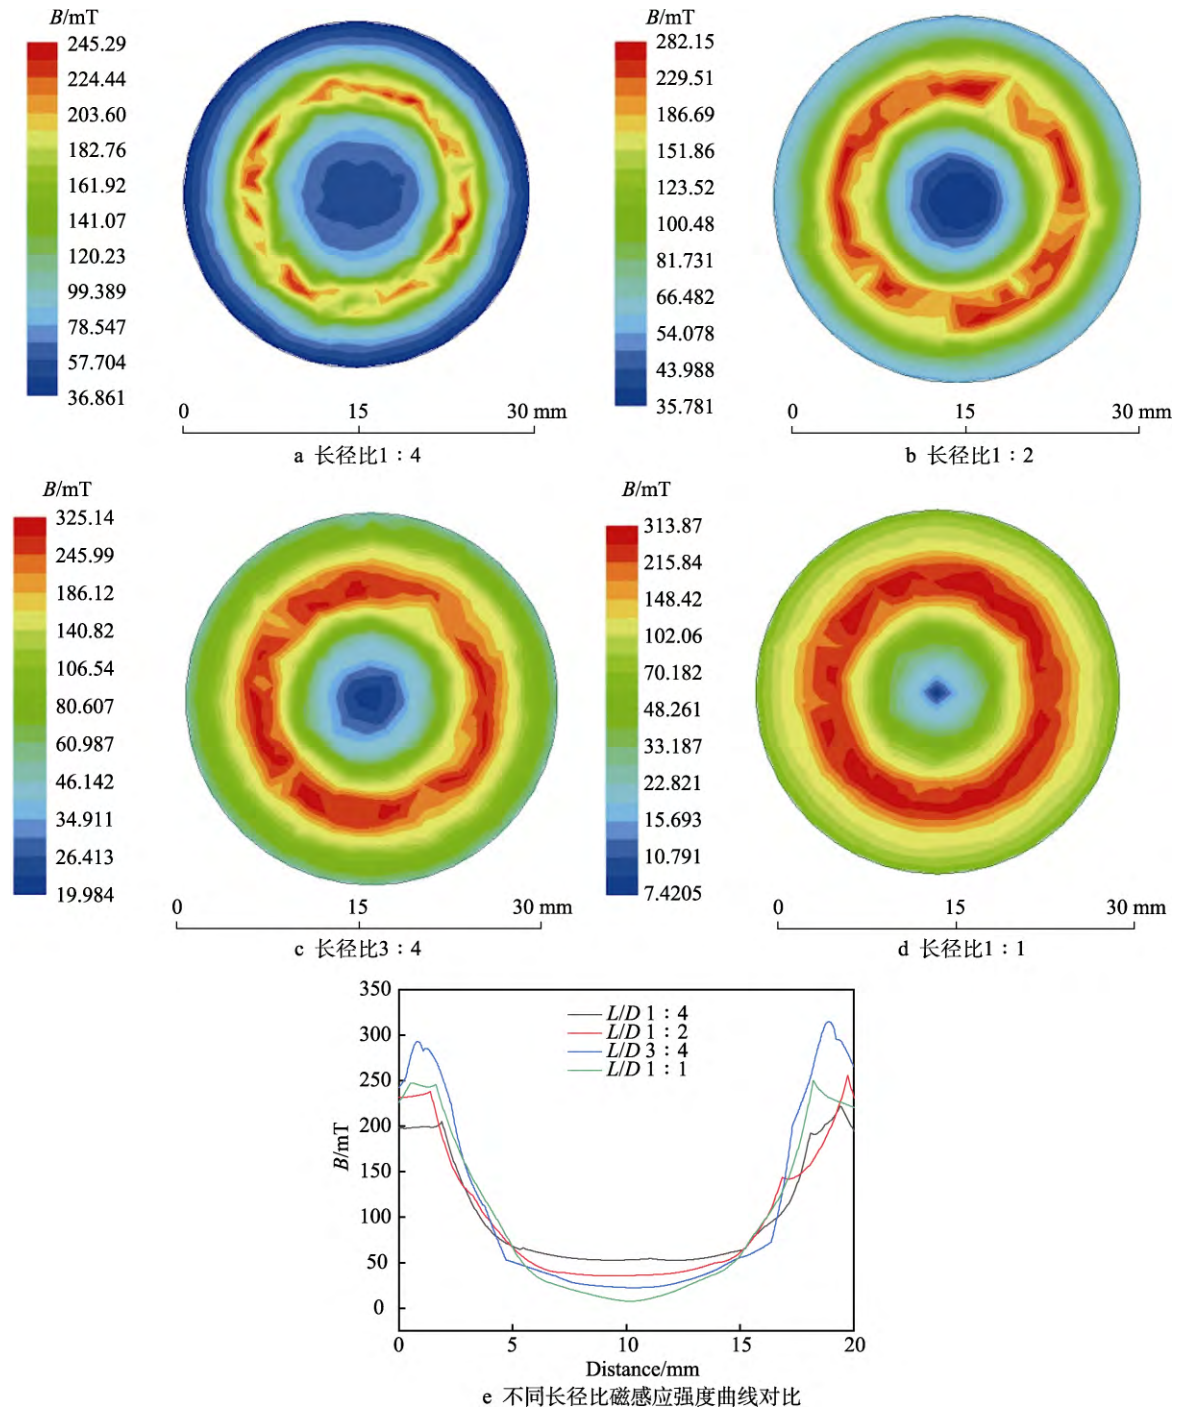 B/mT
245.29
224.44
203.60
182.76
161.92
141.07
120.23
99.389
78.547
57.704
36.861
0 15 30 mm
a 长径比1：4
B/mT
282.15
229.51
186.69
151.86
123.52
100.48
81.731
66.482
54.078
43.988
35.781
0 15 30 mm
b 长径比1：2
B/mT
325.14
245.99
186.12
140.82
106.54
80.607
60.987
46.142
34.911
26.413
19.984
0 15 30 mm
c 长径比3：4
B/mT
313.87
215.84
148.42
102.06
70.182
48.261
33.187
22.821
15.693
10.791
7.4205
0 15 30 mm
d 长径比1：1
350
300
250
200
150
100
50
0
B/mT
L/D 1：4
L/D 1：2
L/D 3：4
L/D 1：1
0 5 10 15 20
Distance/mm
e 不同长径比磁感应强度曲线对比